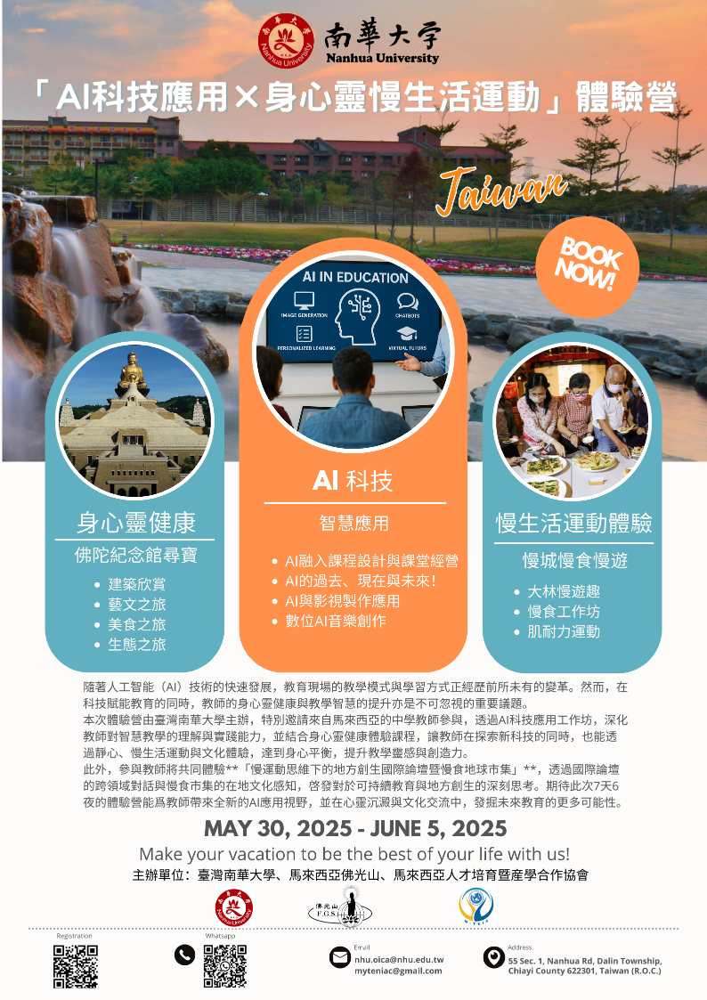 南華大學
Nanhua University
南華大学
Nanhua University
「AI科技應用×身心靈慢生活運動」體驗營
Taiwan
BOOK
NOW!
AI IN EDUCATION
IMAGE GENERATION
CHATBOTS
PERSONALIZED LEARNING
VIRTUAL TUTORS
身心靈健康
佛陀紀念館尋寶
• 建築欣賞
• 藝文之旅
• 美食之旅
• 生態之旅
AI 科技
智慧應用
• AI融入課程設計與課堂經營
• AI的過去、現在與未來！
• AI與影視製作應用
• 數位AI音樂創作
慢生活運動體驗
慢城慢食慢遊
• 大林慢遊趣
• 慢食工作坊
• 肌耐力運動
隨著人工智能（AI）技術的快速發展，教育現場的教學模式與學習方式正經歷前所未有的變革。然而，在
科技賦能教育的同時，教師的身心靈健康與教學智慧的提升亦是不可忽視的重要議題。
本次體驗營由臺灣南華大學主辦，特別邀請來自馬來西亞的中學教師參與，透過AI科技應用工作坊，深化
教師對智慧教學的理解與實踐能力，並結合身心靈健康體驗課程，讓教師在探索新科技的同時，也能透
過靜心、慢生活運動與文化體驗，達到身心平衡，提升教學靈感與創造力。
此外，參與教師將共同體驗**「慢運動思維下的地方創生國際論壇暨慢食地球市集」**，透過國際論壇
的跨領域對話與慢食市集的在地文化感知，啓發對於可持續教育與地方創生的深刻思考。期待此次7天6
夜的體驗營能爲教師帶來全新的AI應用視野，並在心靈沉澱與文化交流中，發掘未來教育的更多可能性。
MAY 30, 2025 - JUNE 5, 2025
Make your vacation to be the best of your life with us!
主辦單位：臺灣南華大學、馬來西亞佛光山、馬來西亞人才培育暨産學合作協會
佛光山
F.G.S.
Registration
Whatsapp
Email
nhu.oica@nhu.edu.tw
myteniac@gmail.com
Address
55 Sec. 1, Nanhua Rd, Dalin Township,
Chiayi County 622301, Taiwan (R.O.C.)